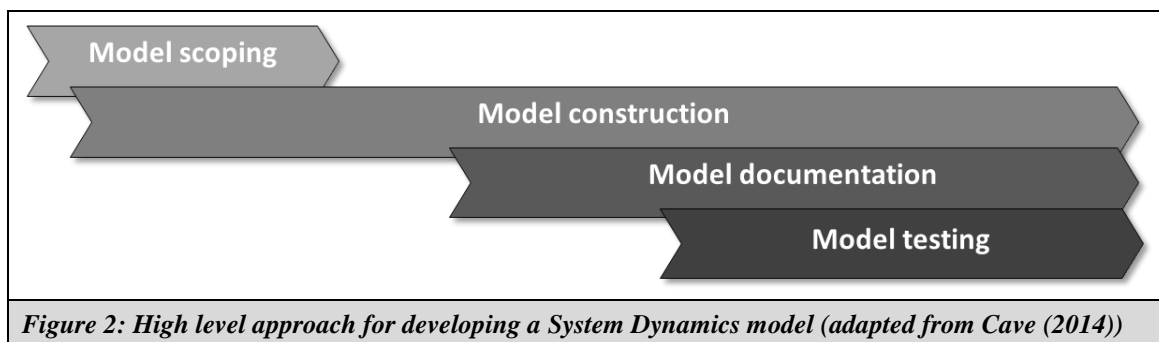 Model scoping
Model construction
Model documentation
Model testing
Figure 2: High level approach for developing a System Dynamics model (adapted from Cave (2014))